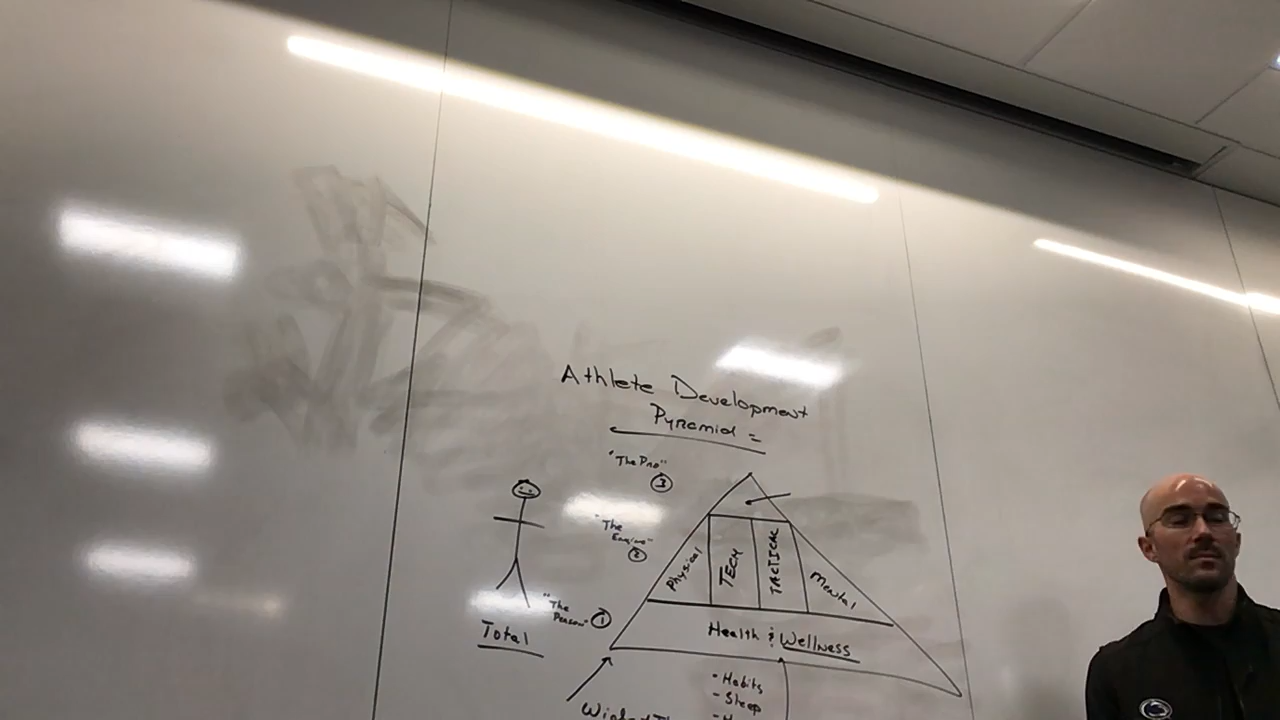 Athlete Development
Pyramid =
"The Pro"
3
"The
Engine"
2
"The
Person"
1
Total
Physical
TECH
TACTICAL
Mental
Health & Wellness
- Habits
- Sleep